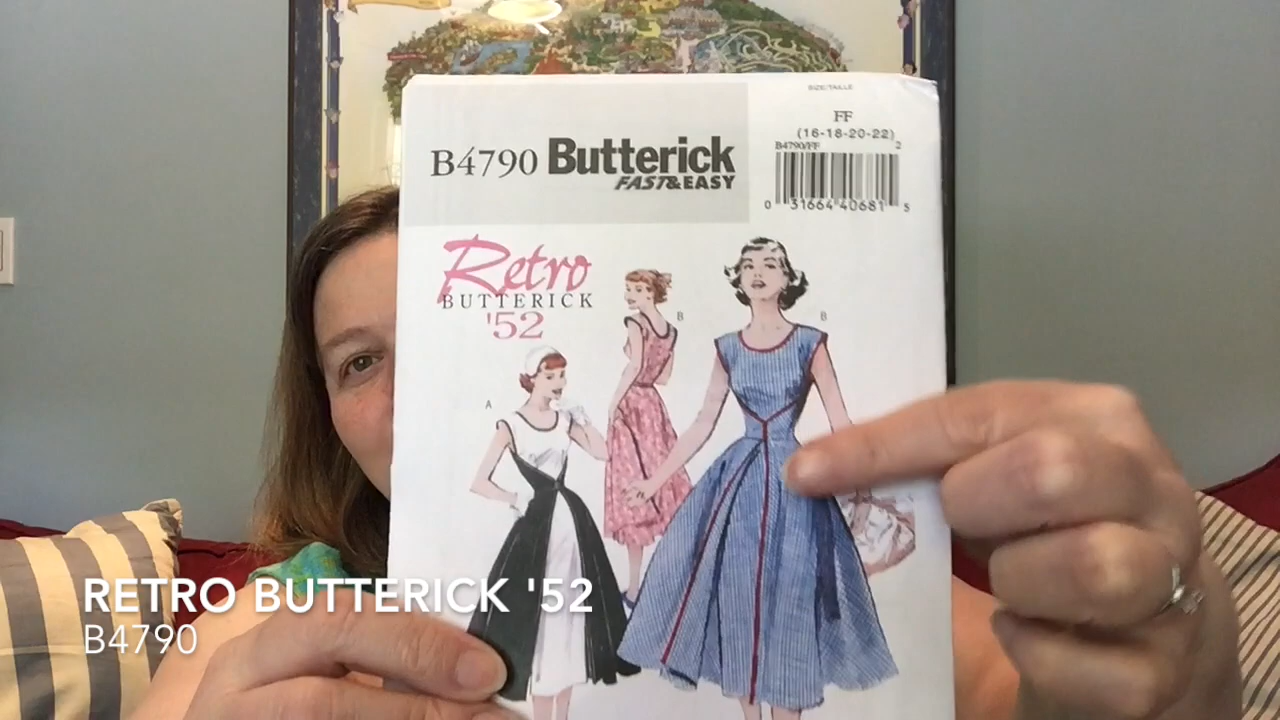 SIZE/TAILLE
FF
(16-18-20-22)
B4790/FF
2
0 31664 40681 5
B4790 Butterick
FAST&EASY
Retro
BUTTERICK
'52
B
B
A
RETRO BUTTERICK '52
B4790